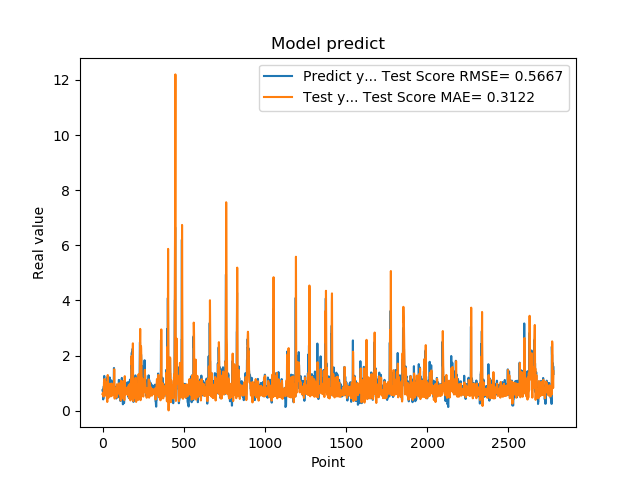 Model predict
Predict y... Test Score RMSE= 0.5667
Test y... Test Score MAE= 0.3122
12
10
8
6
4
2
0
Real value
0 500 1000 1500 2000 2500
Point